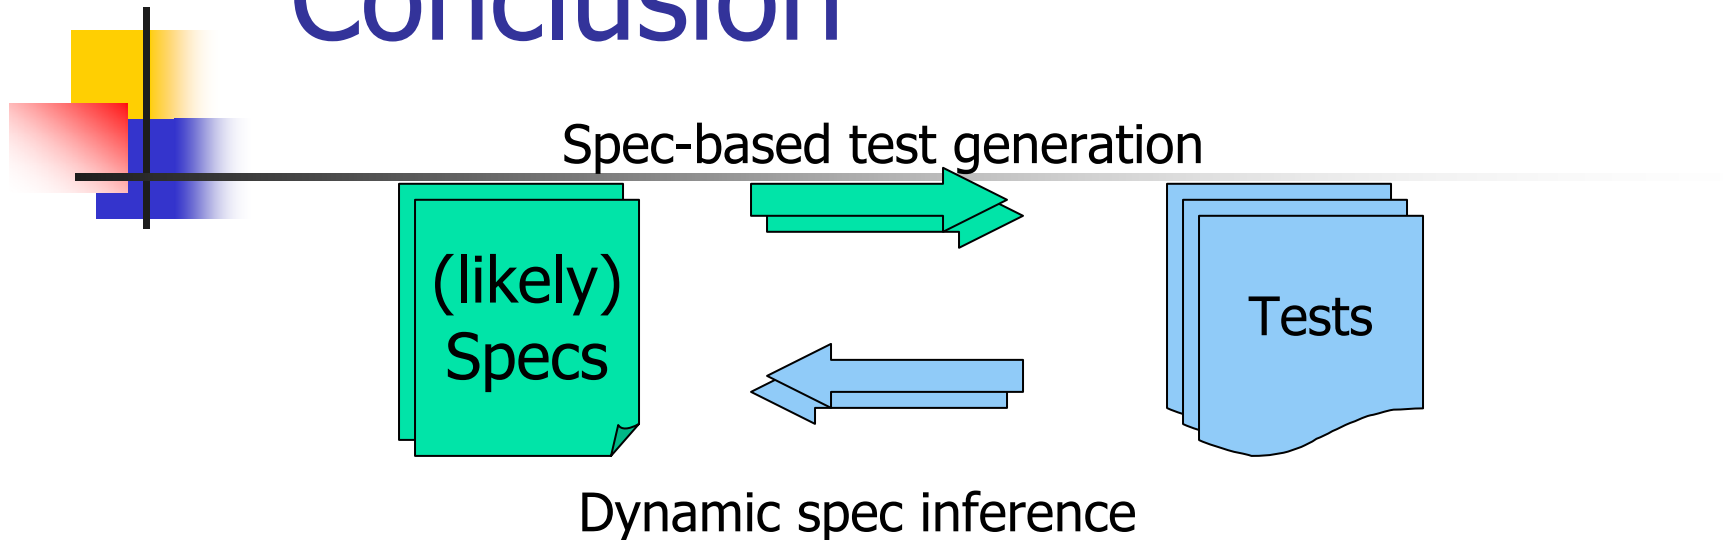 Conclusion
Spec-based test generation
(likely)
Specs
Tests
Dynamic spec inference